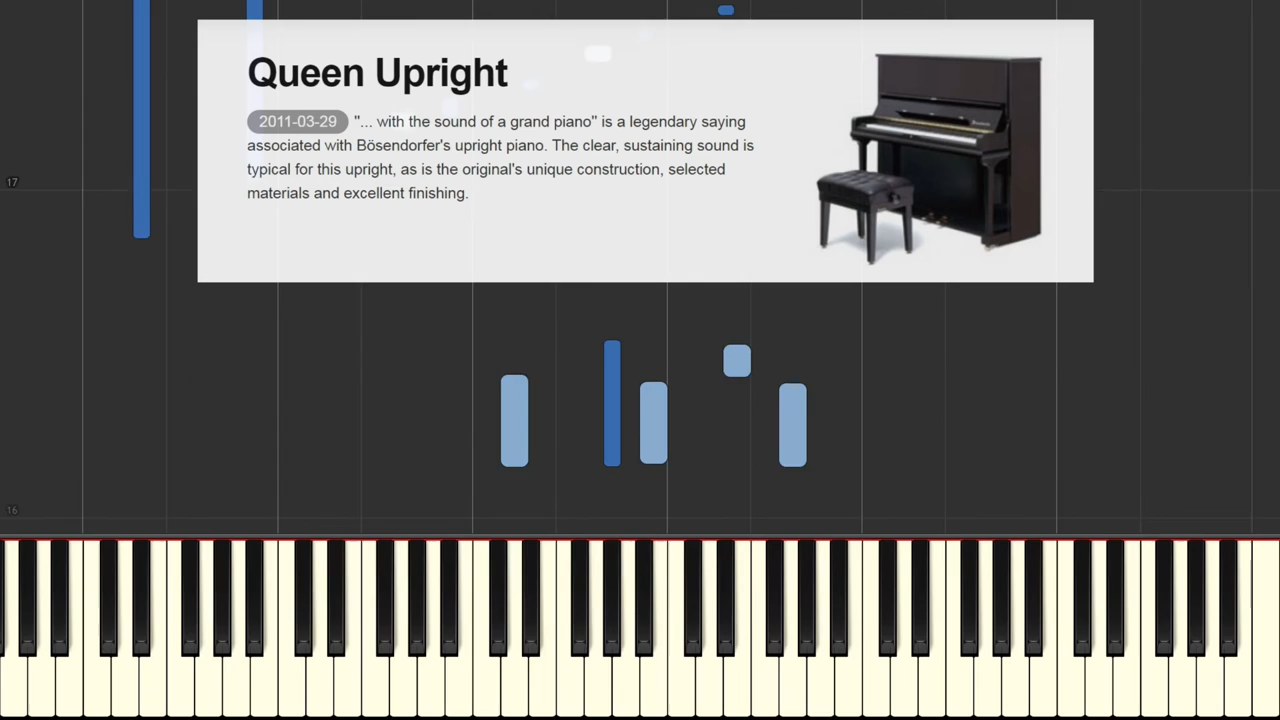 Queen Upright
2011-03-29 "... with the sound of a grand piano" is a legendary saying
associated with Bösendorfer's upright piano. The clear, sustaining sound is
typical for this upright, as is the original's unique construction, selected
materials and excellent finishing.
17
16